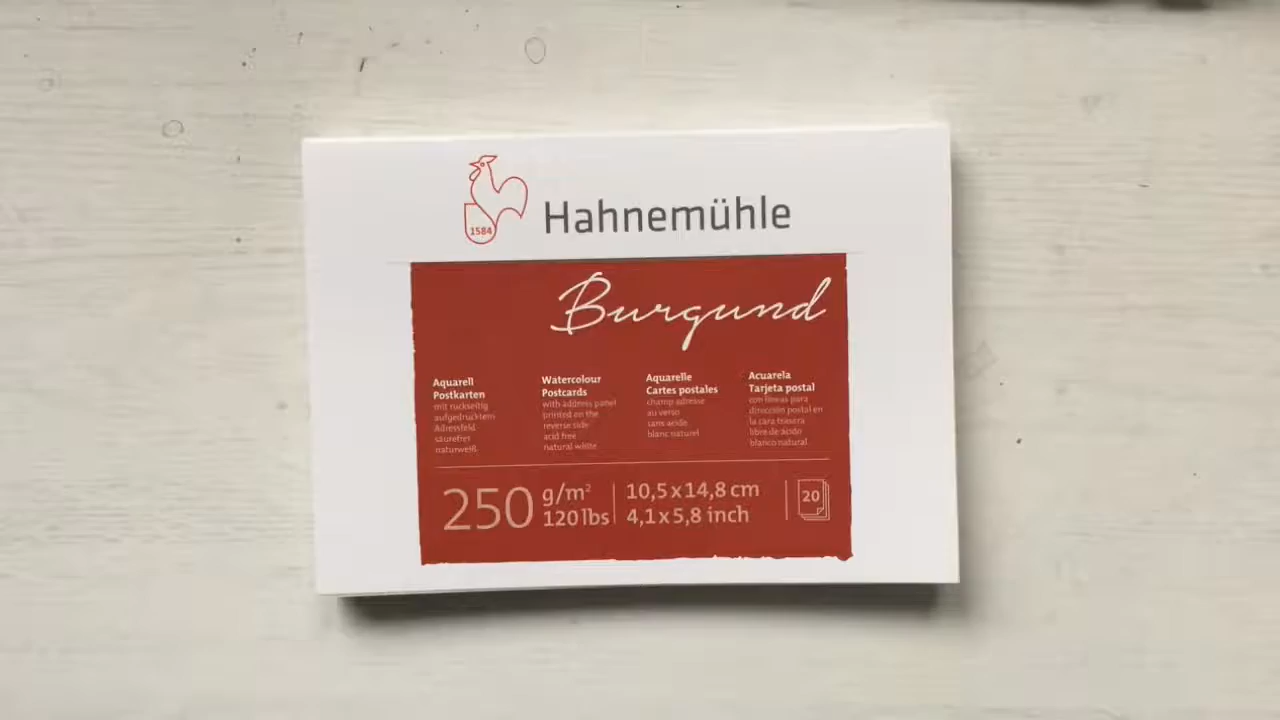 1584
Hahnemühle
Burgund
Aquarell
Postkarten
mit rückseitig
aufgedrucktem
Adressfeld
säurefrei
naturweiß
Watercolour
Postcards
with address panel
printed on the
reverse side
acid free
natural white
Aquarelle
Cartes postales
champ adresse
au verso
sans acide
blanc naturel
Acuarela
Tarjeta postal
con líneas para
dirección postal en
la cara trasera
libre de ácido
blanco natural
250 g/m²
120 lbs
10,5 x 14,8 cm
4,1 x 5,8 inch
20